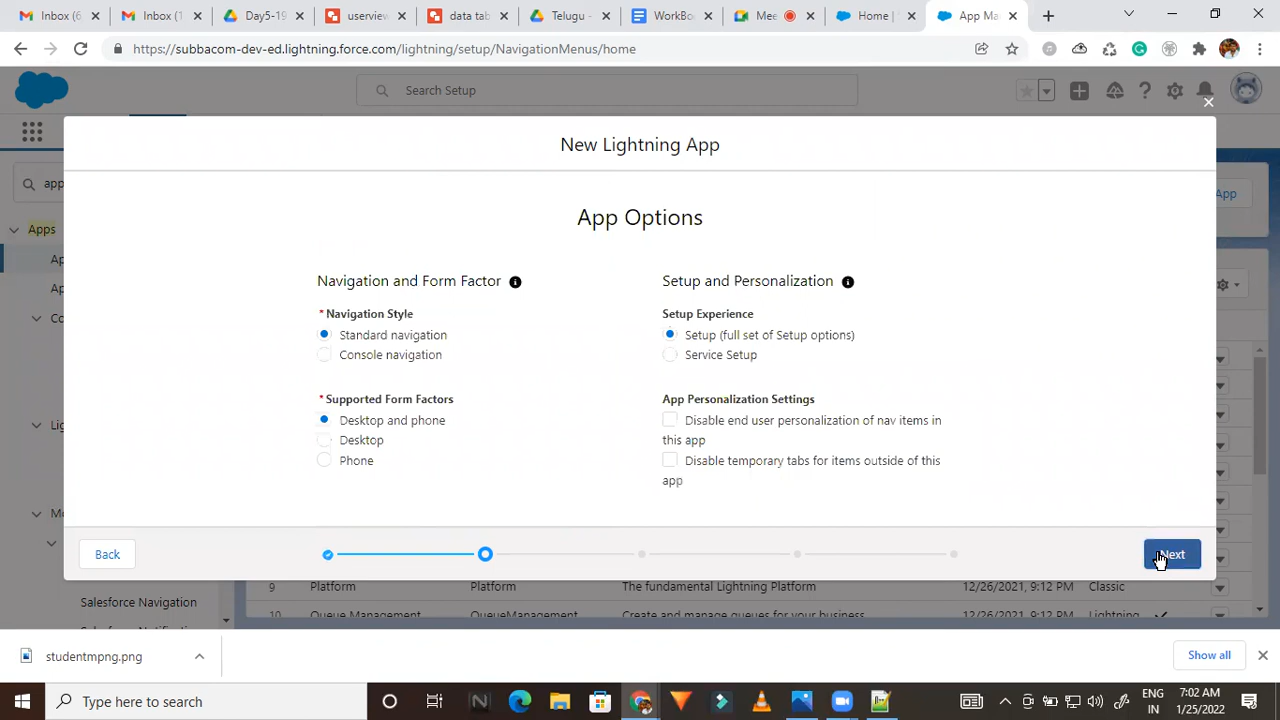 Inbox (6
Inbox (1
Day5-19
userview
data tab
Telugu -
WorkBo
Mee
Home |
App Ma
https://subbacom-dev-ed.lightning.force.com/lightning/setup/NavigationMenus/home
Search Setup
New Lightning App
app
App
Apps
App Options
Navigation and Form Factor
Setup and Personalization
* Navigation Style
Setup Experience
Standard navigation
Setup (full set of Setup options)
Console navigation
Service Setup
* Supported Form Factors
App Personalization Settings
Desktop and phone
Disable end user personalization of nav items in
this app
Desktop
Phone
Disable temporary tabs for items outside of this
app
Back
Next
9 Platform Platform The fundamental Lightning Platform 12/26/2021, 9:12 PM Classic
Salesforce Navigation
10 Queue Management QueueManagement Create and manage queues for your business 12/26/2021, 9:12 PM Lightning
studentmpng.png
Show all
Type here to search
ENG
IN
7:02 AM
1/25/2022